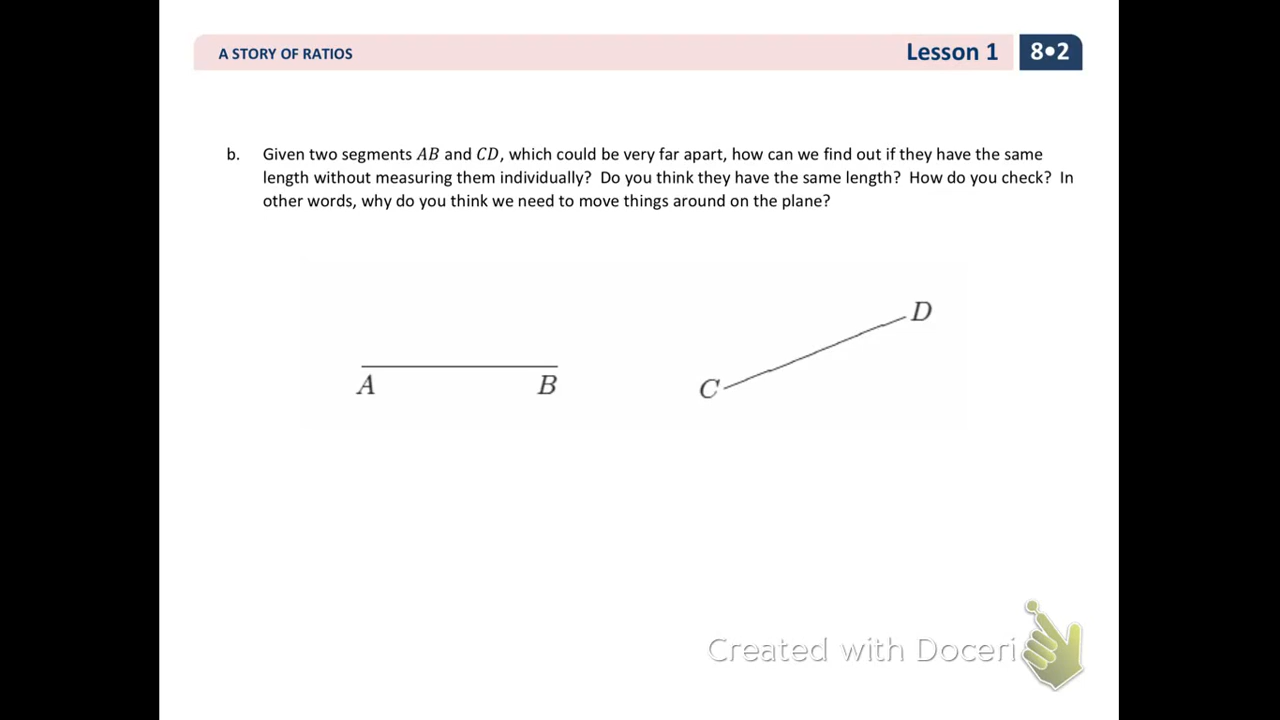 A STORY OF RATIOS
Lesson 1
8•2
b. Given two segments AB and CD, which could be very far apart, how can we find out if they have the same
length without measuring them individually? Do you think they have the same length? How do you check? In
other words, why do you think we need to move things around on the plane?
D
A
B
C
Created with Doceri